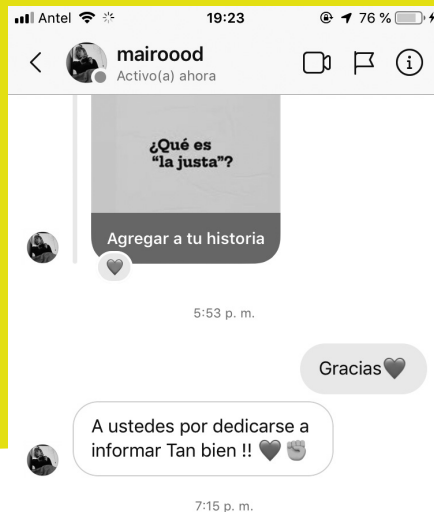 Antel 19:23 76 %
mairoood
Activo(a) ahora
¿Qué es
“la justa”?
Agregar a tu historia
5:53 p. m.
Gracias🖤
A ustedes por dedicarse a
informar Tan bien !! 🖤✊
7:15 p. m.